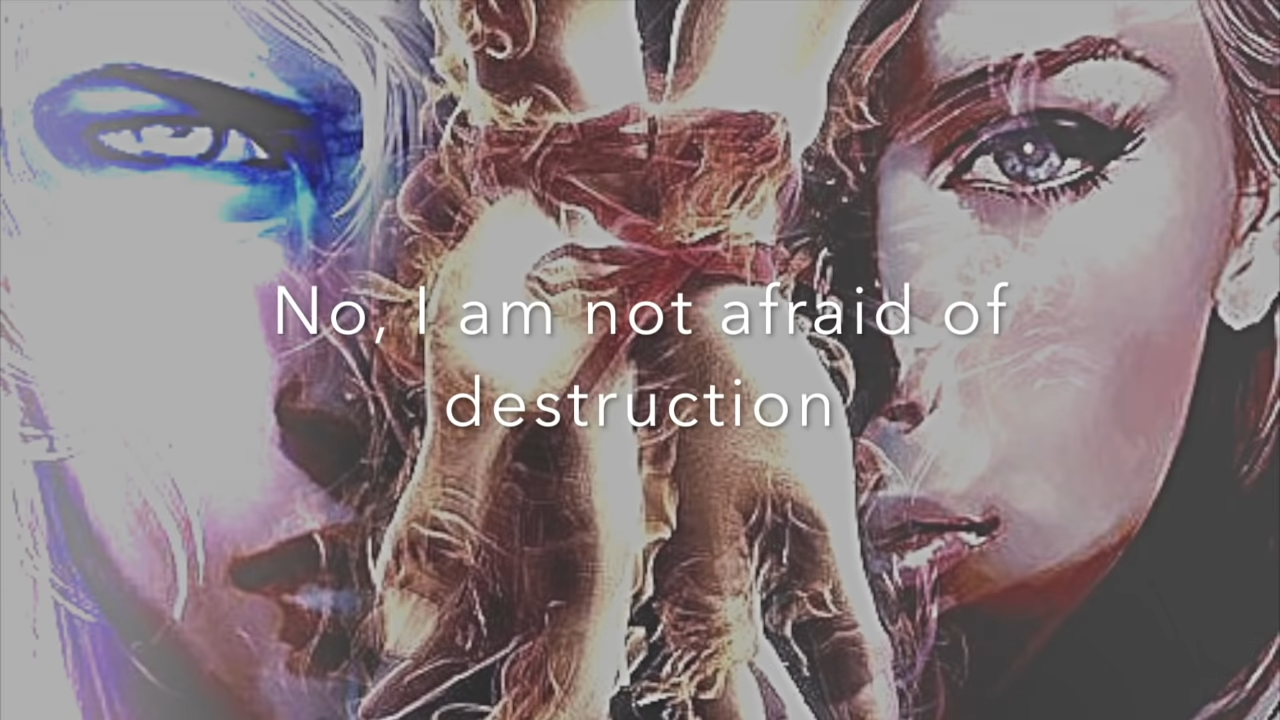 No, I am not afraid of
destruction